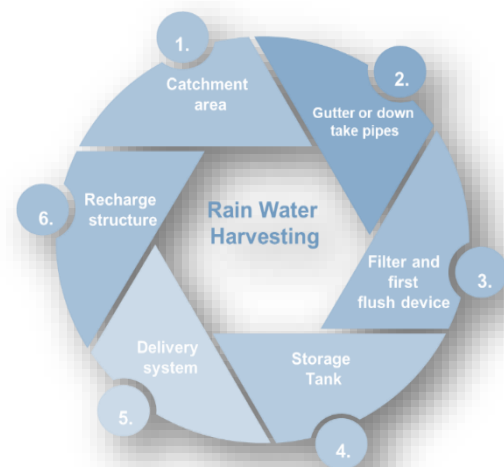 1.
Catchment
area
2.
Gutter or down
take pipes
3.
Filter and
first
flush device
4.
Storage
Tank
5.
Delivery
system
6.
Recharge
structure
Rain Water
Harvesting